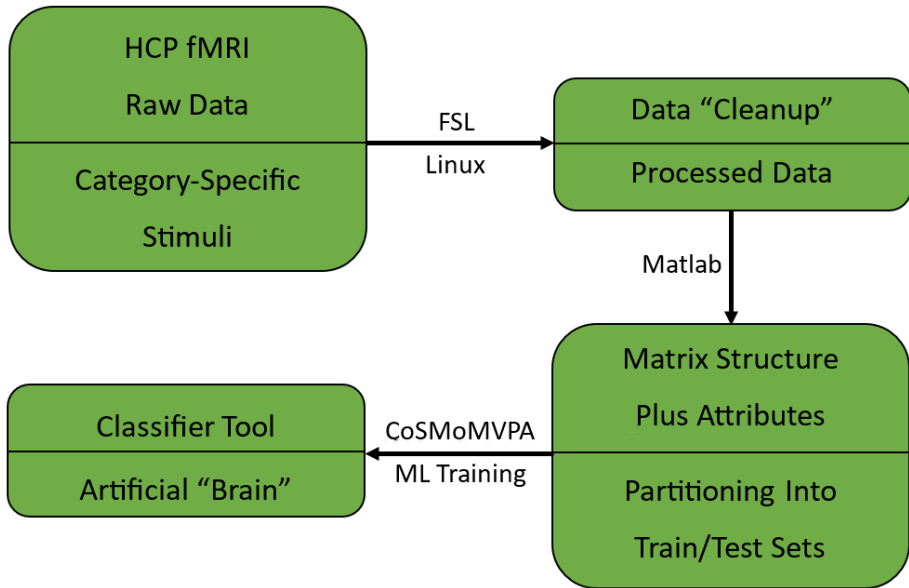 HCP fMRI
Raw Data
Category-Specific
Stimuli
FSL
Linux
Data “Cleanup”
Processed Data
Matlab
Matrix Structure
Plus Attributes
Partitioning Into
Train/Test Sets
CoSMoMVPA
ML Training
Classifier Tool
Artificial “Brain”